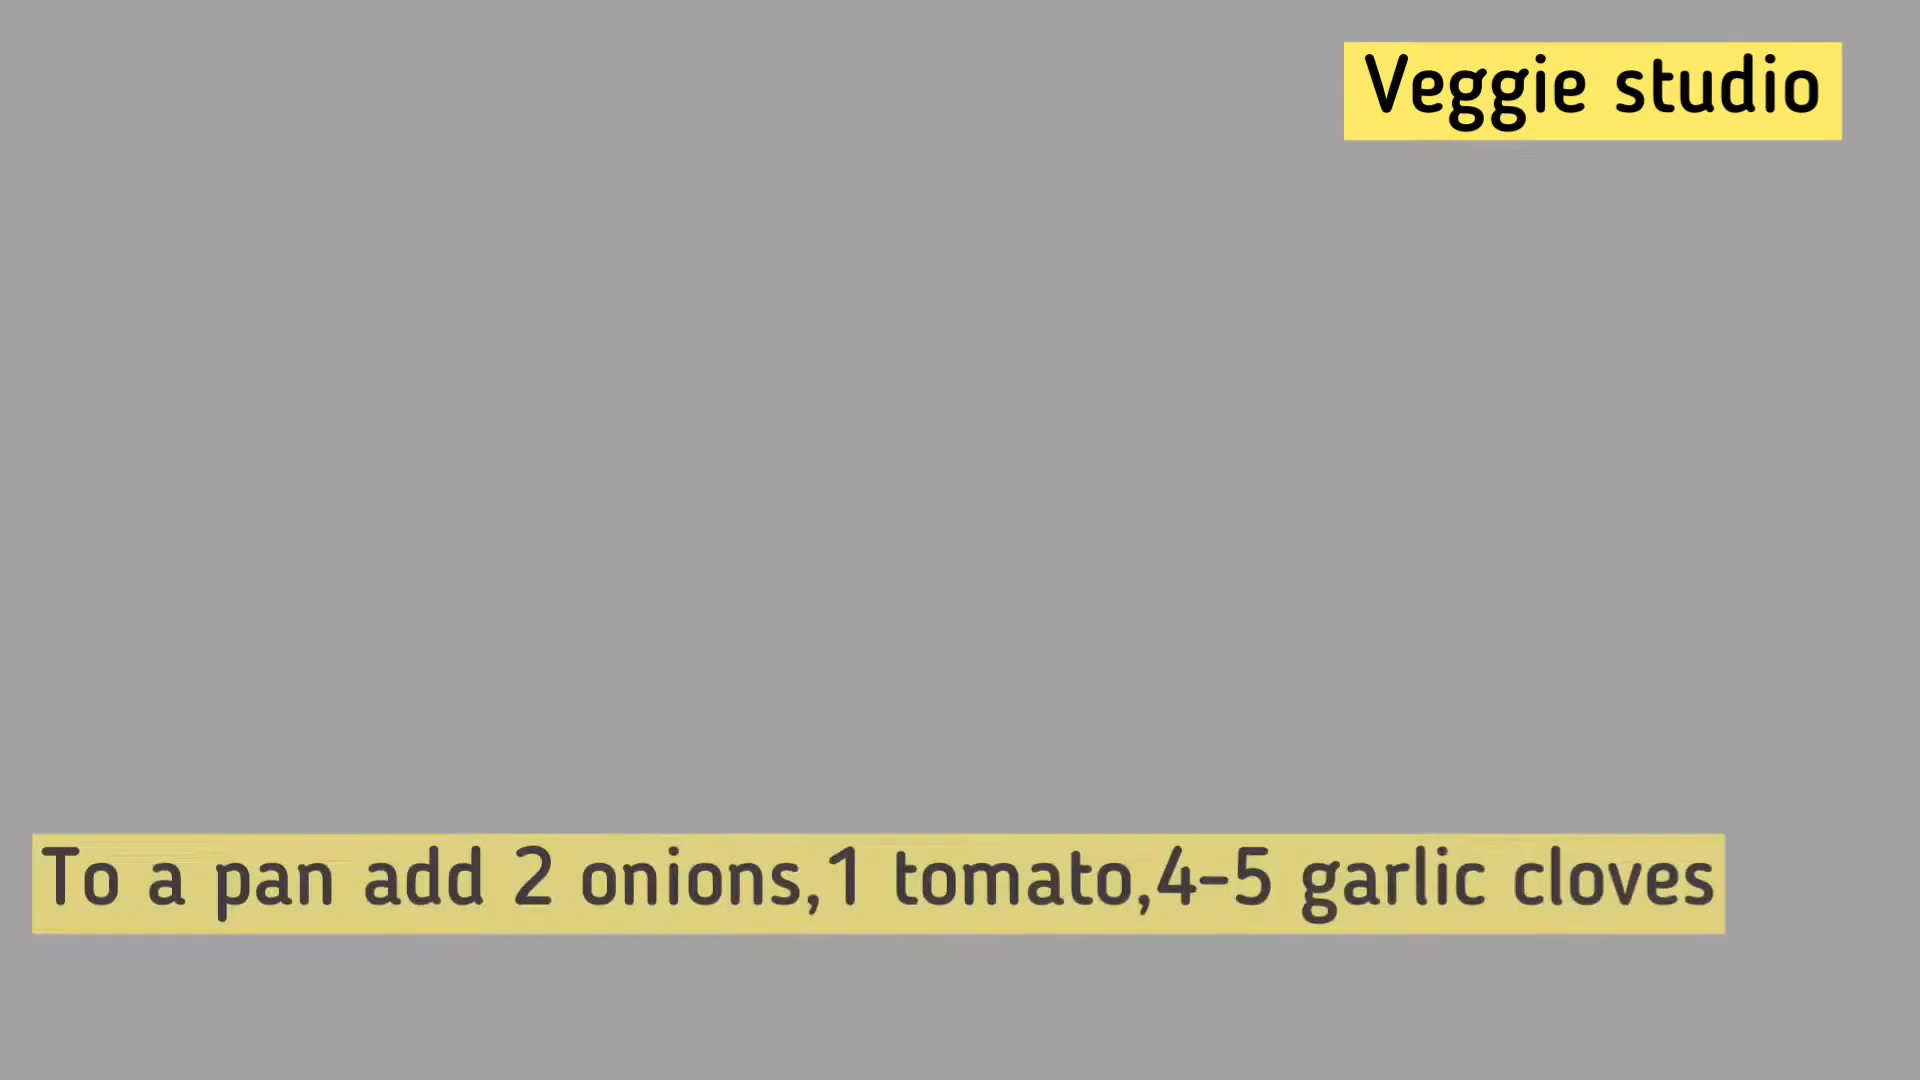 Veggie studio
To a pan add 2 onions,1 tomato,4-5 garlic cloves